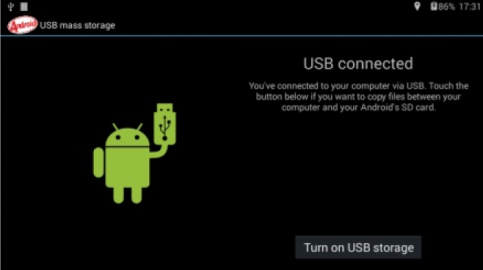 86% 17:31
Android USB mass storage
USB connected
You've connected to your computer via USB. Touch the
button below if you want to copy files between your
computer and your Android's SD card.
Turn on USB storage